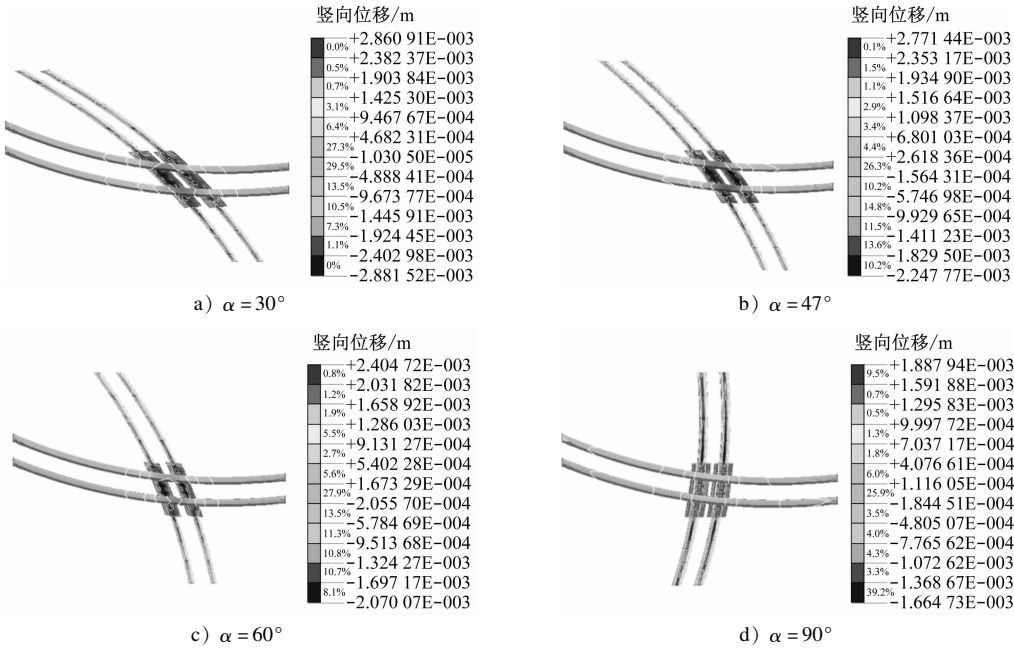 竖向位移/m
+2.860 91E-003
0.0%
+2.382 37E-003
0.5%
+1.903 84E-003
0.7%
+1.425 30E-003
3.1%
+9.467 67E-004
6.4%
+4.682 31E-004
27.3%
-1.030 50E-005
29.5%
-4.888 41E-004
13.5%
-9.673 77E-004
10.5%
-1.445 91E-003
7.3%
-1.924 45E-003
1.1%
-2.402 98E-003
0%
-2.881 52E-003
a) α = 30°
竖向位移/m
+2.771 44E-003
0.1%
+2.353 17E-003
1.5%
+1.934 90E-003
1.1%
+1.516 64E-003
2.9%
+1.098 37E-003
3.4%
+6.801 03E-004
4.4%
+2.618 36E-004
26.3%
-1.564 31E-004
10.2%
-5.746 98E-004
14.8%
-9.929 65E-004
11.5%
-1.411 23E-003
13.6%
-1.829 50E-003
10.2%
-2.247 77E-003
b) α = 47°
竖向位移/m
+2.404 72E-003
0.8%
+2.031 82E-003
1.2%
+1.658 92E-003
1.9%
+1.286 03E-003
5.5%
+9.131 27E-004
2.7%
+5.402 28E-004
5.6%
+1.673 29E-004
27.9%
-2.055 70E-004
13.5%
-5.784 69E-004
11.3%
-9.513 68E-004
10.8%
-1.324 27E-003
10.7%
-1.697 17E-003
8.1%
-2.070 07E-003
c) α = 60°
竖向位移/m
+1.887 94E-003
9.5%
+1.591 88E-003
0.7%
+1.295 83E-003
0.5%
+9.997 72E-004
1.3%
+7.037 17E-004
1.8%
+4.076 61E-004
6.0%
+1.116 05E-004
25.9%
-1.844 51E-004
3.5%
-4.805 07E-004
4.0%
-7.765 62E-004
4.3%
-1.072 62E-003
3.3%
-1.368 67E-003
39.2%
-1.664 73E-003
d) α = 90°